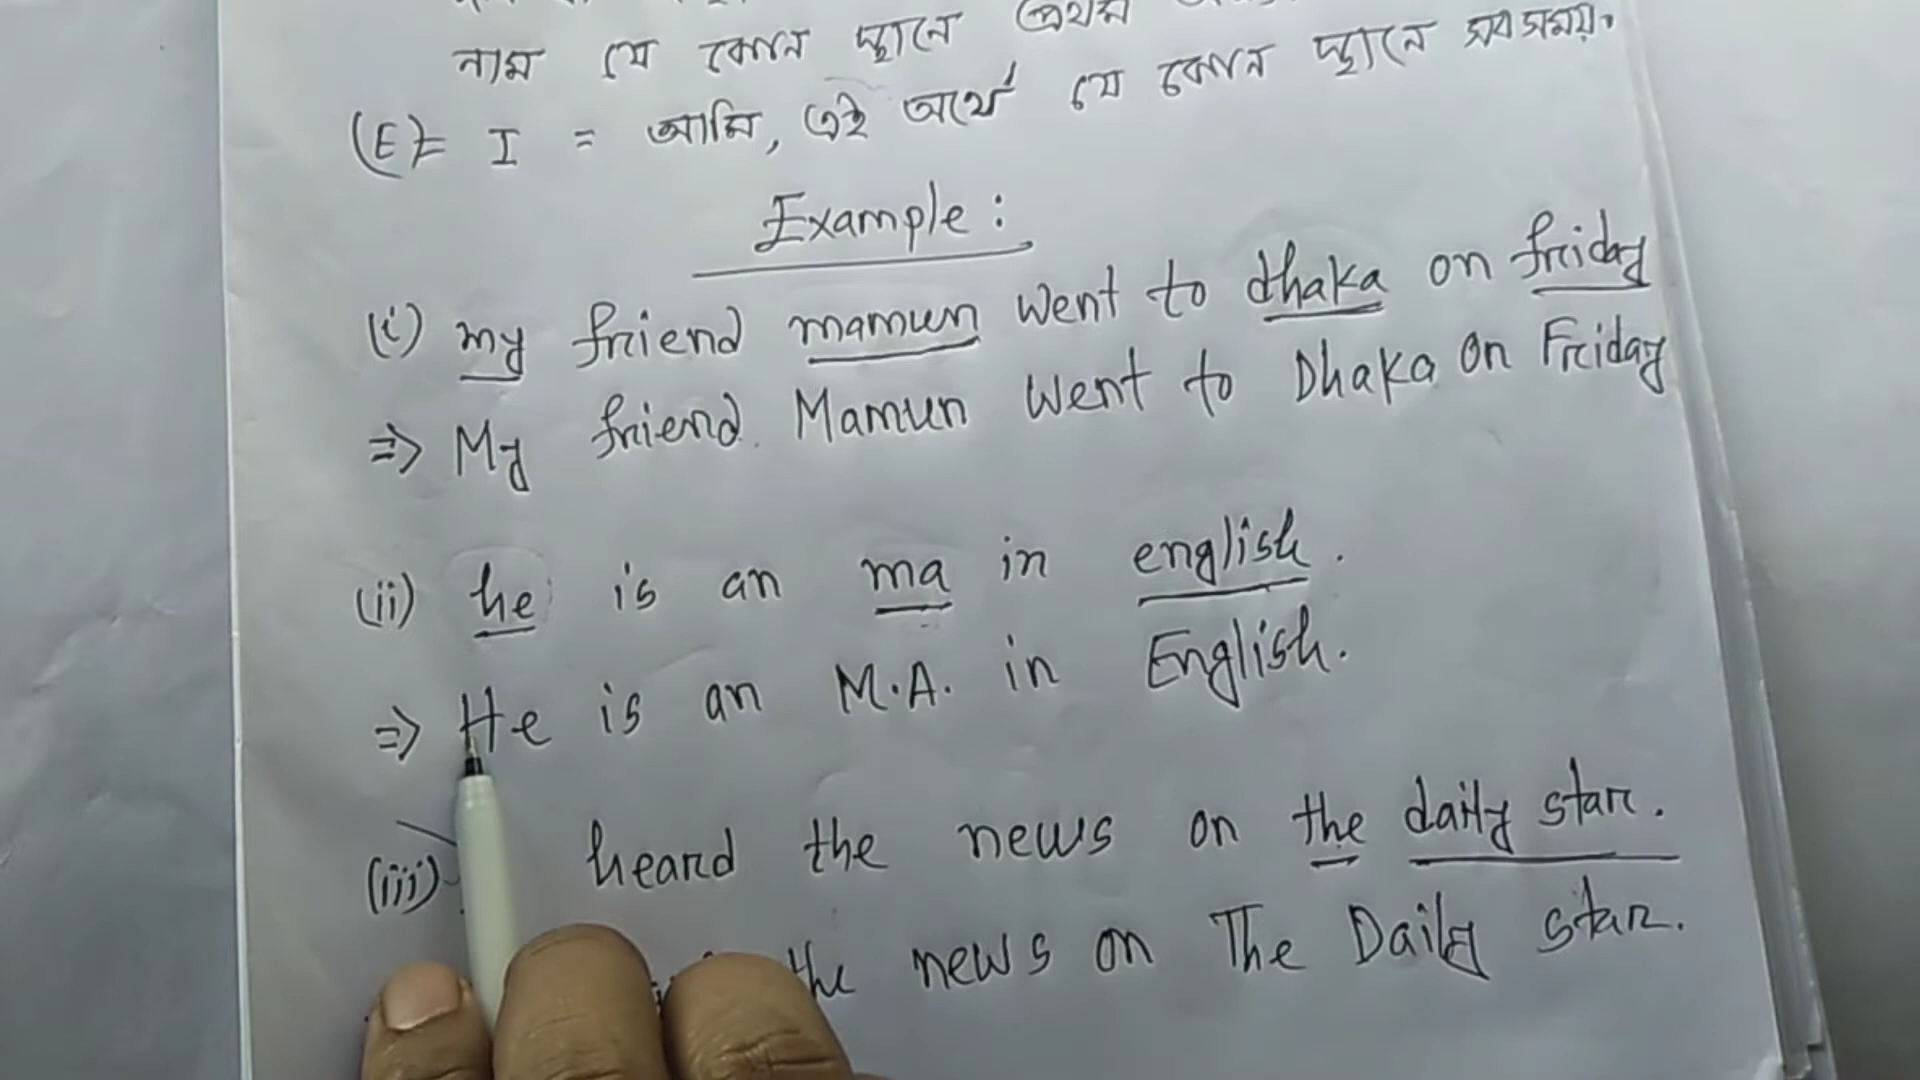 নাম যে কোন স্থানে প্রথম
(E) = I = আমি, এই অর্থে যে কোন স্থানে সবসময়.
Example:
(i) my friend mamun went to dhaka on friday
⇒ My friend. Mamun went to Dhaka On Friday
(ii) he is an ma in english.
⇒ He is an M.A. in English.
(iii) heard the news on the daily star.
the news on The Daily Star.